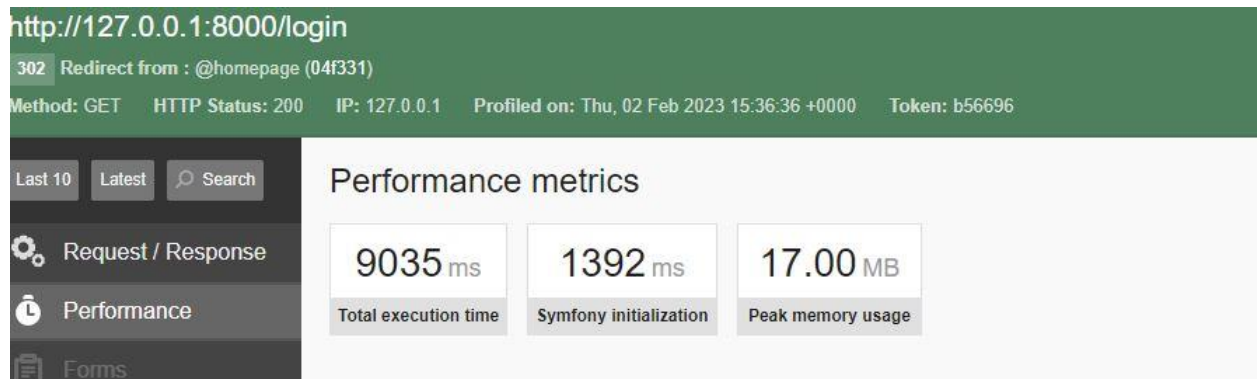 http://127.0.0.1:8000/login
302 Redirect from : @homepage (04f331)
Method: GET HTTP Status: 200 IP: 127.0.0.1 Profiled on: Thu, 02 Feb 2023 15:36:36 +0000 Token: b56696
Last 10 Latest Search
Request / Response
Performance
Forms
Performance metrics
9035 ms
Total execution time
1392 ms
Symfony initialization
17.00 MB
Peak memory usage